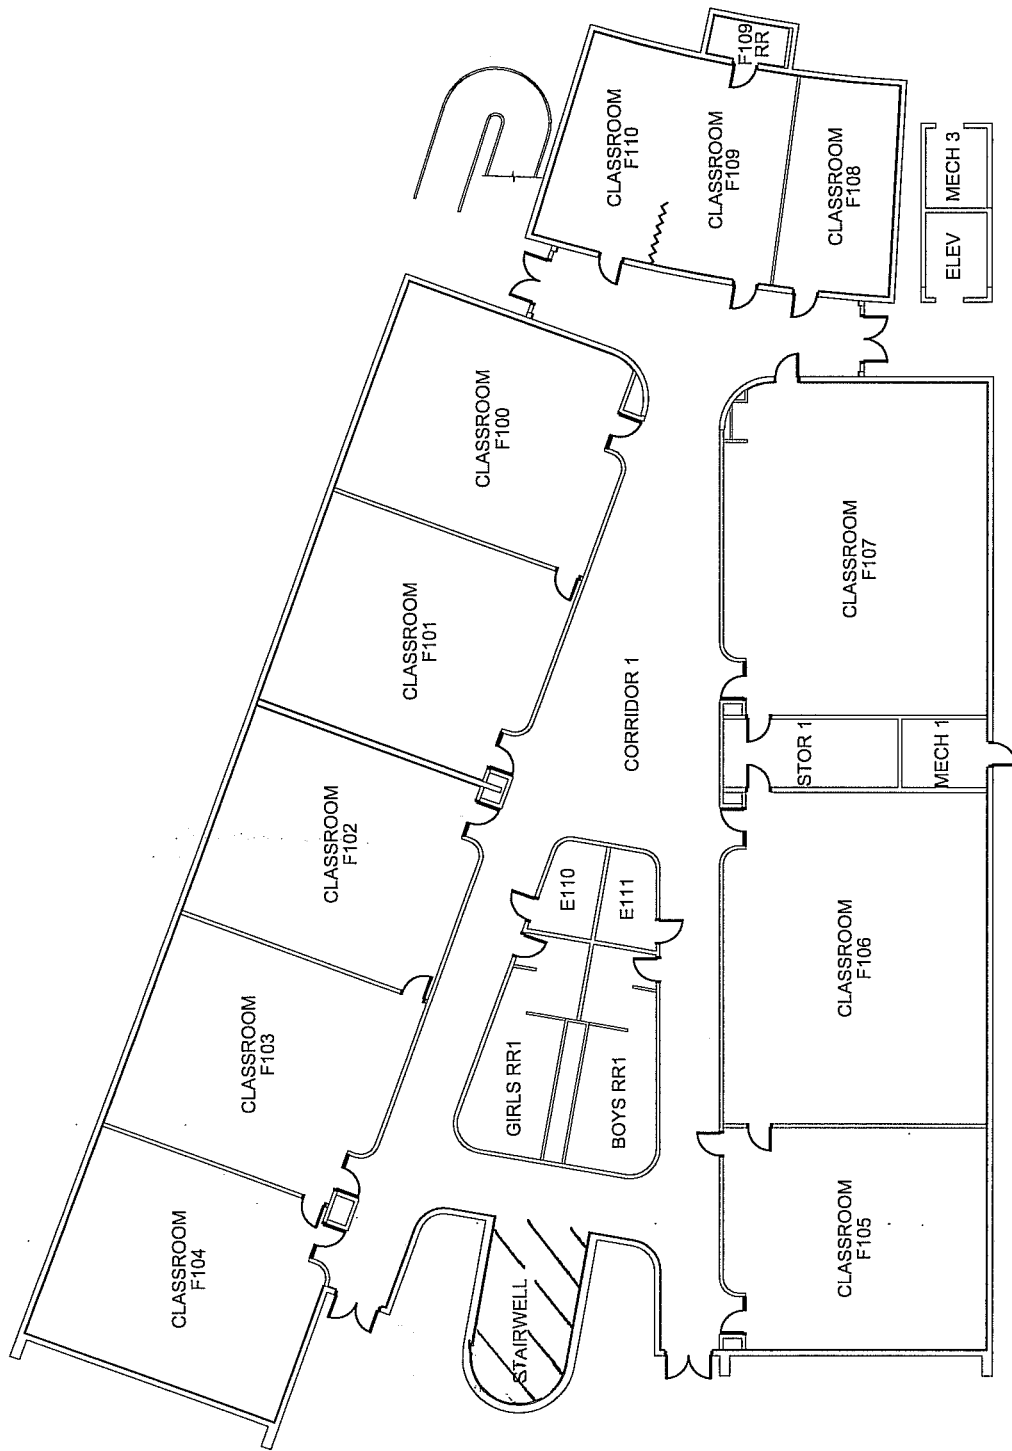 F109
RR
CLASSROOM
F110
CLASSROOM
F109
CLASSROOM
F108
MECH 3
ELEV
CLASSROOM
F100
CLASSROOM
F101
CLASSROOM
F102
CLASSROOM
F103
CLASSROOM
F104
CORRIDOR 1
CLASSROOM
F107
STOR 1
MECH 1
E110
E111
GIRLS RR1
BOYS RR1
CLASSROOM
F106
CLASSROOM
F105
STAIRWELL